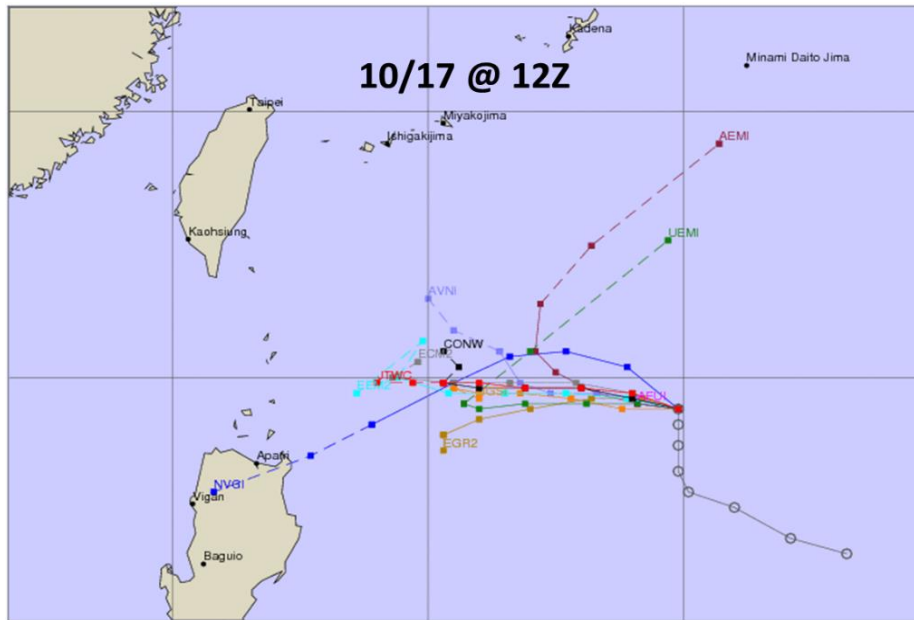 Kadena
Minami Daito Jima
10/17 @ 12Z
Taipei
Miyakojima
Ishigakijima
AEMI
Kaohsiung
UEMI
AVNI
CONW
ECM2
JTWC
EGR2
Aparri
NVGI
Vigan
Baguio